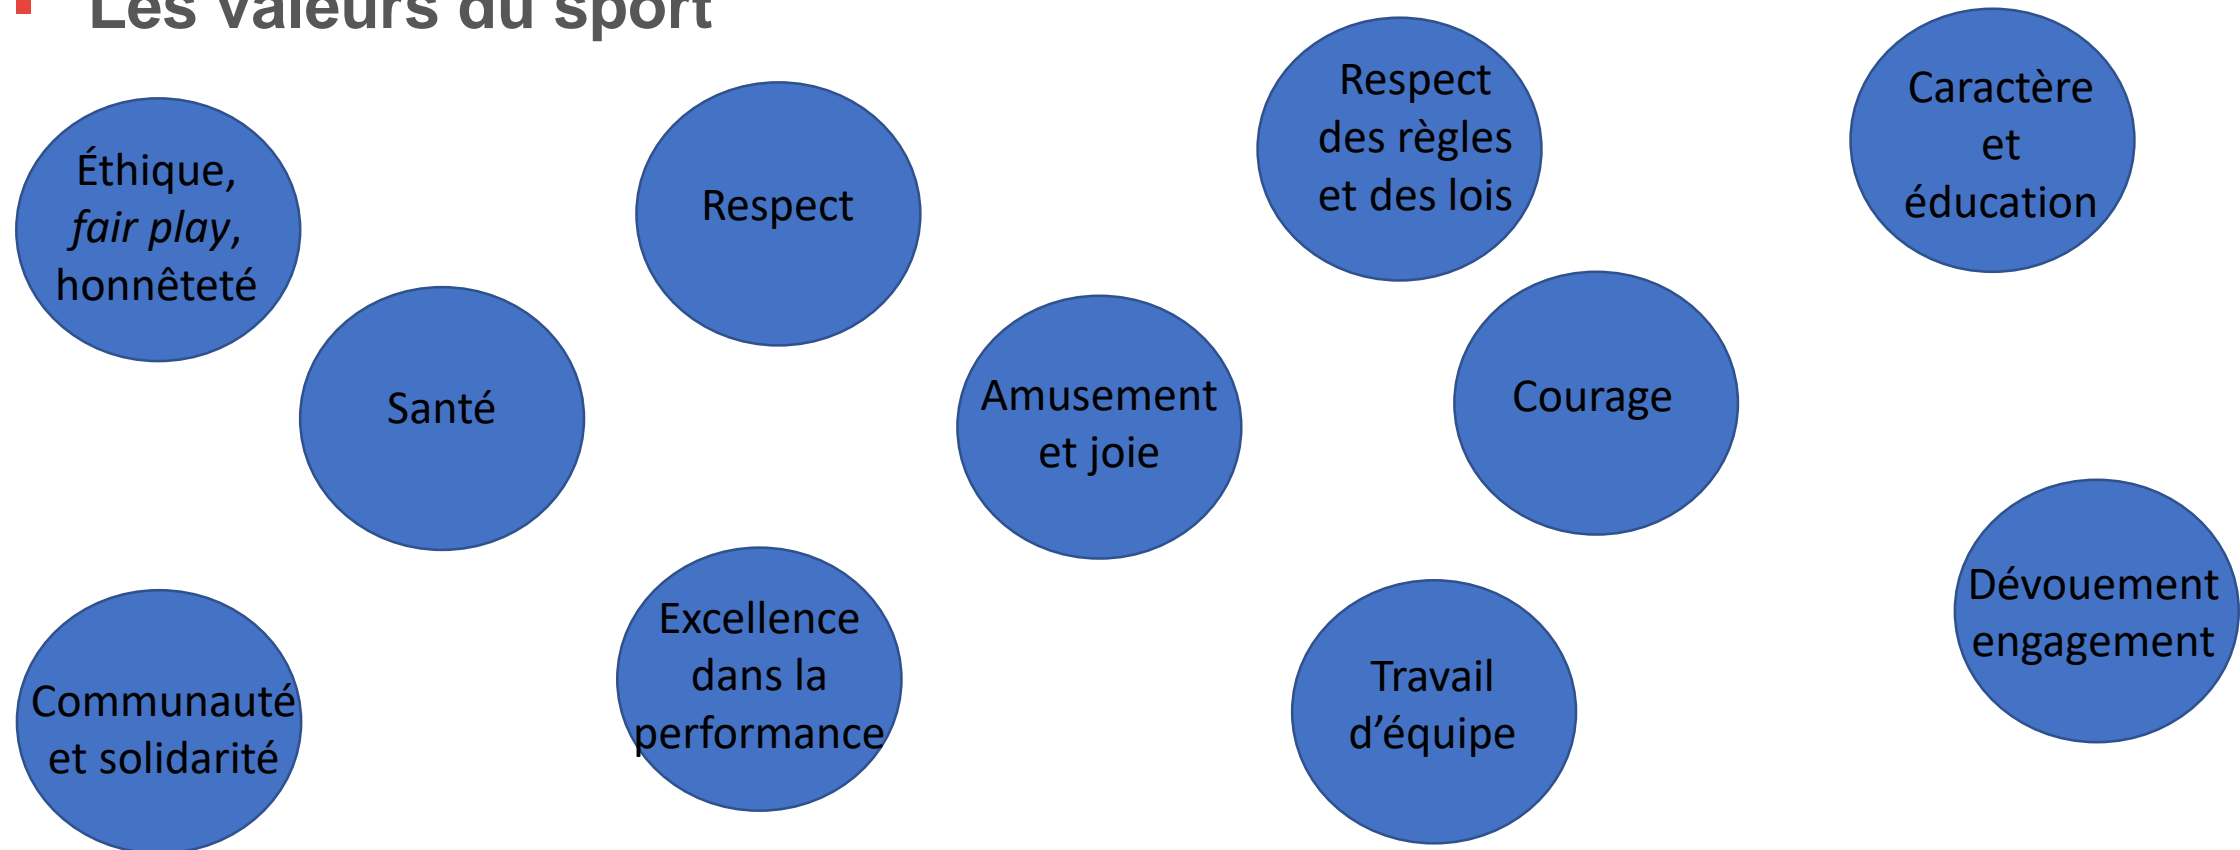 Les valeurs du sport
Éthique,
fair play,
honnêteté
Respect
Respect
des règles
et des lois
Caractère
et
éducation
Santé
Amusement
et joie
Courage
Communauté
et solidarité
Excellence
dans la
performance
Travail
d’équipe
Dévouement
engagement